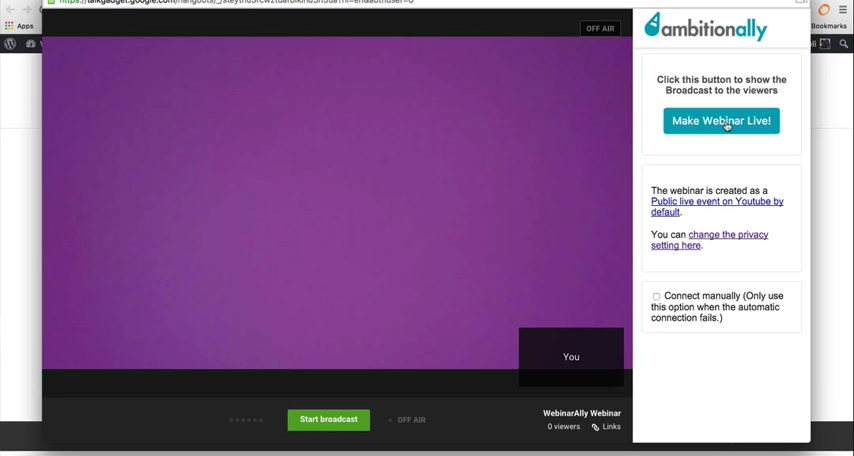 Apps
Bookmarks
OFF AIR
ambitionally
Click this button to show the
Broadcast to the viewers
Make Webinar Live!
The webinar is created as a
Public live event on Youtube by
default.
You can change the privacy
setting here.
Connect manually (Only use
this option when the automatic
connection fails.)
You
Start broadcast
OFF AIR
WebinarAlly Webinar
0 viewers
Links